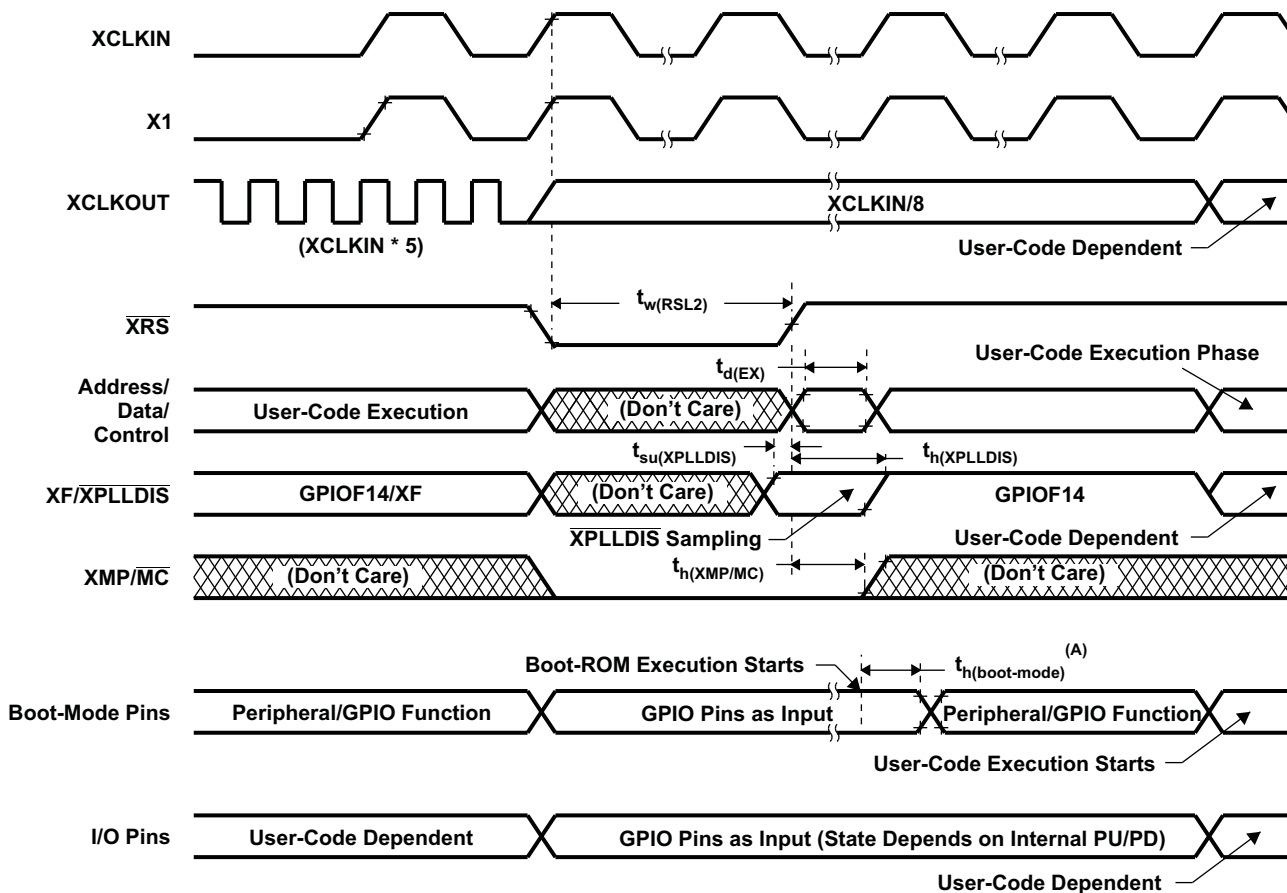 XCLKIN
X1
XCLKOUT
XCLKIN/8
(XCLKIN * 5)
User-Code Dependent
tw(RSL2)
XRS
User-Code Execution Phase
td(EX)
Address/
Data/
Control
User-Code Execution
(Don't Care)
tsu(XPLLDIS)
th(XPLLDIS)
XF/XPLLDIS
GPIOF14/XF
(Don't Care)
GPIOF14
XPLLDIS Sampling
User-Code Dependent
XMP/MC
(Don't Care)
th(XMP/MC)
(Don't Care)
Boot-ROM Execution Starts
th(boot-mode)(A)
Boot-Mode Pins
Peripheral/GPIO Function
GPIO Pins as Input
Peripheral/GPIO Function
User-Code Execution Starts
I/O Pins
User-Code Dependent
GPIO Pins as Input (State Depends on Internal PU/PD)
User-Code Dependent